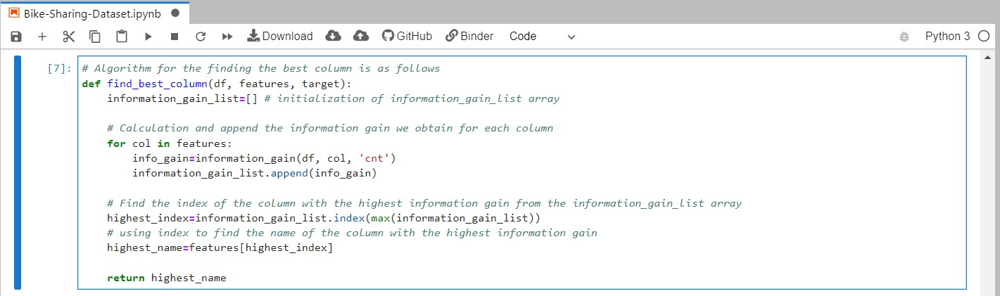 Bike-Sharing-Dataset.ipynb
Download GitHub Binder Code Python 3
[7]: # Algorithm for the finding the best column is as follows
def find_best_column(df, features, target):
    information_gain_list=[] # initialization of information_gain_list array

    # Calculation and append the information gain we obtain for each column
    for col in features:
        info_gain=information_gain(df, col, 'cnt')
        information_gain_list.append(info_gain)

    # Find the index of the column with the highest information gain from the information_gain_list array
    highest_index=information_gain_list.index(max(information_gain_list))
    # using index to find the name of the column with the highest information gain
    highest_name=features[highest_index]

    return highest_name